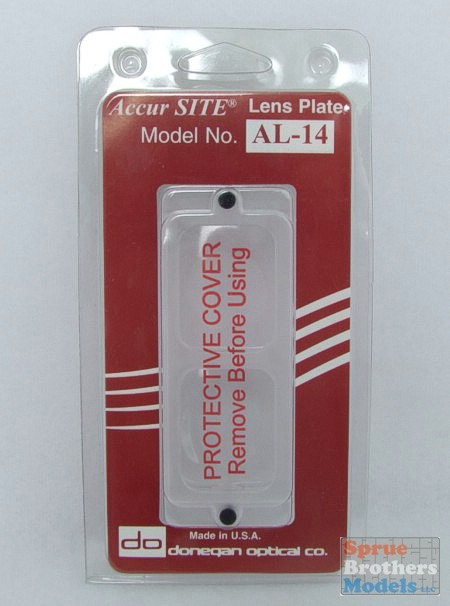 Accur SITE® Lens Plate
Model No. AL-14
PROTECTIVE COVER
Remove Before Using
Made in U.S.A.
do donegan optical co.
Sprue
Brothers
Models LLC